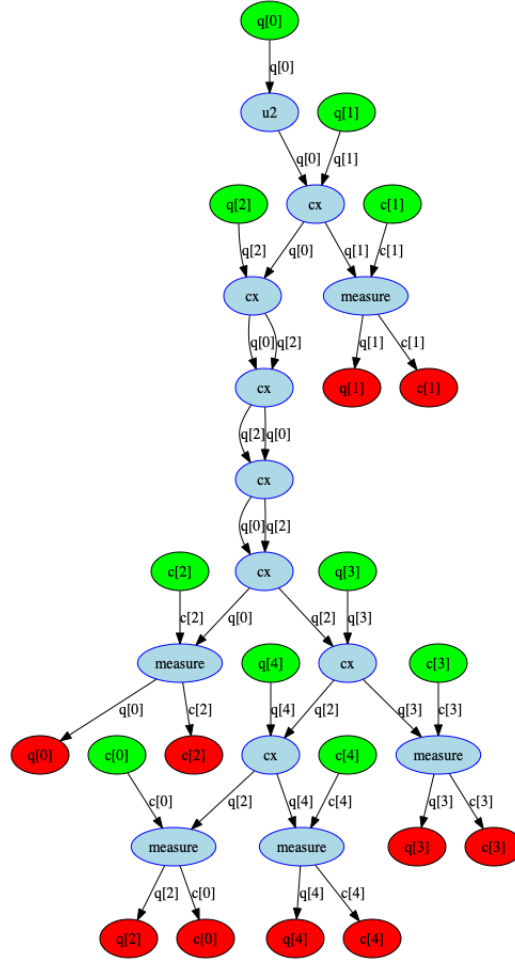 q[0]
q[0]
u2 q[1]
q[0] q[1]
q[2] cx c[1]
q[2] q[0] q[1] c[1]
cx measure
q[0] q[2] q[1] c[1]
cx q[1] c[1]
q[2] q[0]
cx
q[0] q[2]
c[2] cx q[3]
c[2] q[0] q[2] q[3]
measure q[4] cx c[3]
q[0] c[2] q[4] q[2] q[3] c[3]
q[0] c[0] c[2] cx c[4] measure
c[0] q[2] q[4] c[4] q[3] c[3]
measure measure q[3] c[3]
q[2] c[0] q[4] c[4]
q[2] c[0] q[4] c[4]